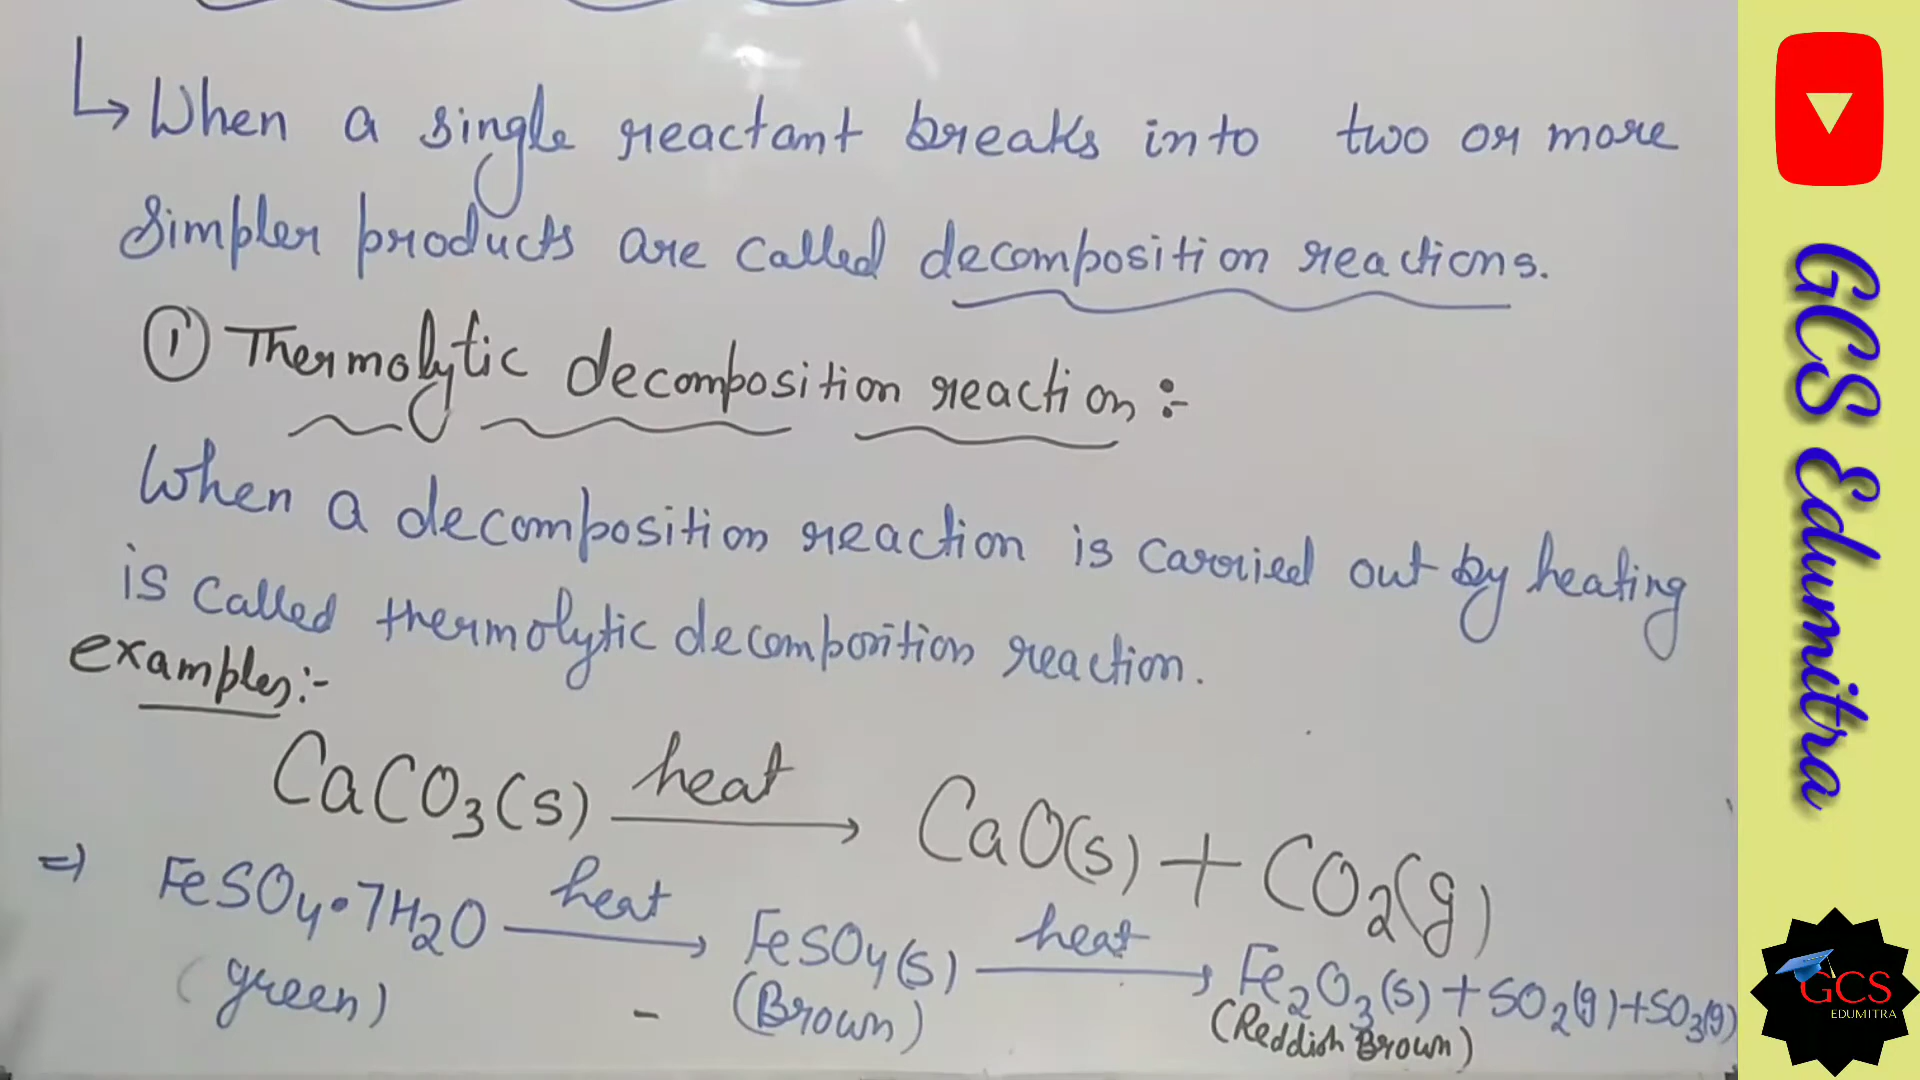 ↳ When a single reactant breaks into two or more
simpler products are called decomposition reactions.
① Thermolytic decomposition reaction :-
When a decomposition reaction is carried out by heating
is called thermolytic decomposition reaction.
examples:-
CaCO₃(s) heat→ CaO(s) + CO₂(g)
⇒ FeSO₄•7H₂O heat→ FeSO₄(s) heat→ Fe₂O₃(s) + SO₂(g) + SO₃(g)
(green) - (Brown) (Reddish Brown)
GCS Edumitra
GCS
EDUMITRA